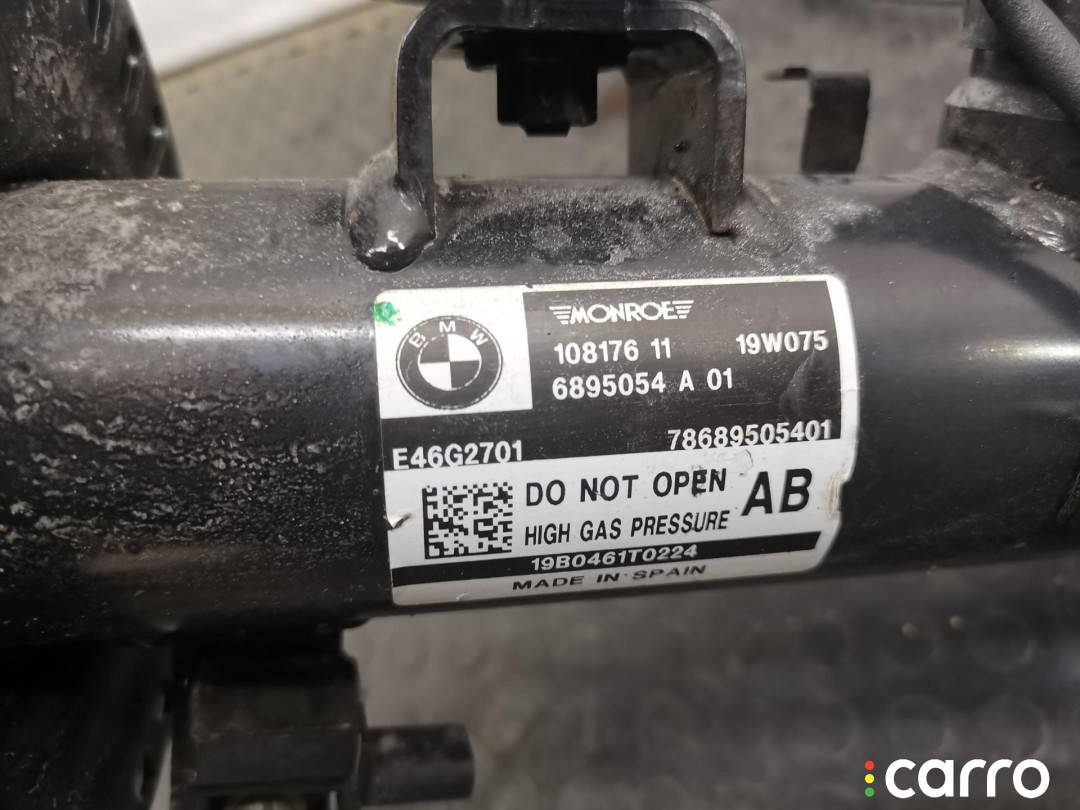 BMW
MONROE
108176 11 19W075
6895054 A 01
E46G2701 78689505401
DO NOT OPEN AB
HIGH GAS PRESSURE
19B0461T0224
MADE IN SPAIN
carro